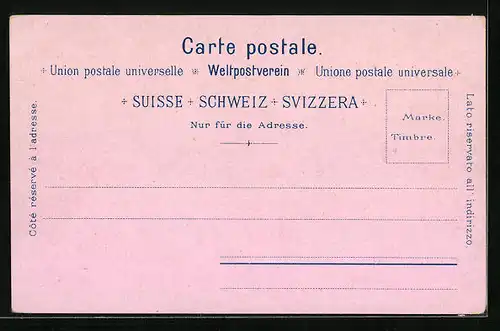 Carte postale.
Union postale universelle Weltpostverein Unione postale universale
+ SUISSE + SCHWEIZ + SVIZZERA +
Nur für die Adresse.
Marke.
Timbre.
Côté réservé à l'adresse.
Lato riservato all' indirizzo.